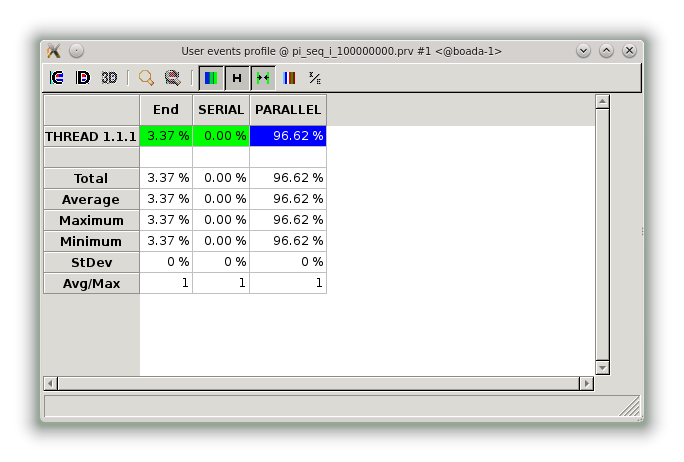 User events profile @ pi_seq_i_100000000.prv #1 <@boada-1>
3D
H
Σ/E
End SERIAL PARALLEL
THREAD 1.1.1 3.37 % 0.00 % 96.62 %
Total 3.37 % 0.00 % 96.62 %
Average 3.37 % 0.00 % 96.62 %
Maximum 3.37 % 0.00 % 96.62 %
Minimum 3.37 % 0.00 % 96.62 %
StDev 0 % 0 % 0 %
Avg/Max 1 1 1